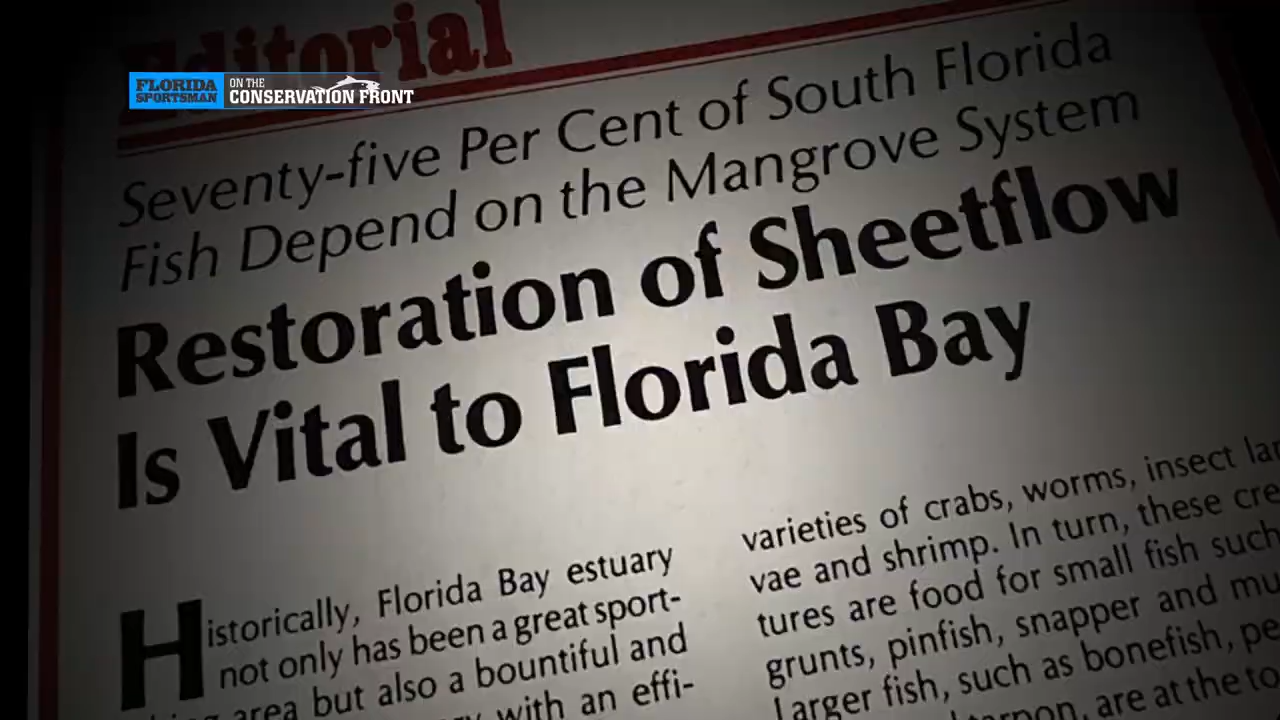 Editorial
FLORIDA
SPORTSMAN
ON THE
CONSERVATION FRONT
Seventy-five Per Cent of South Florida
Fish Depend on the Mangrove System
Restoration of Sheetflow
Is Vital to Florida Bay
Historically, Florida Bay estuary
not only has been a great sport-
area but also a bountiful and
with an effi-
varieties of crabs, worms, insect lar
vae and shrimp. In turn, these crea
tures are food for small fish such
grunts, pinfish, snapper and mu
Larger fish, such as bonefish, pe
are at the to